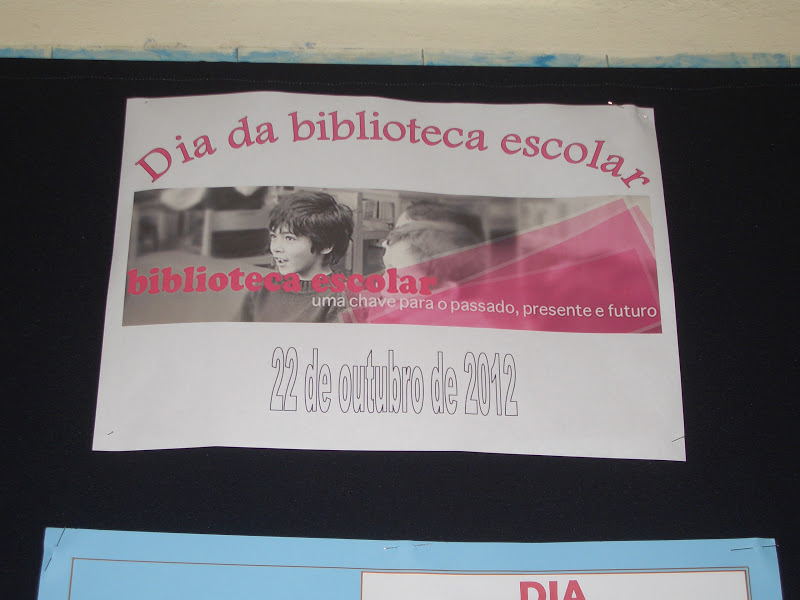 Dia da biblioteca escolar
biblioteca escolar
uma chave para o passado, presente e futuro
22 de outubro de 2012
DIA